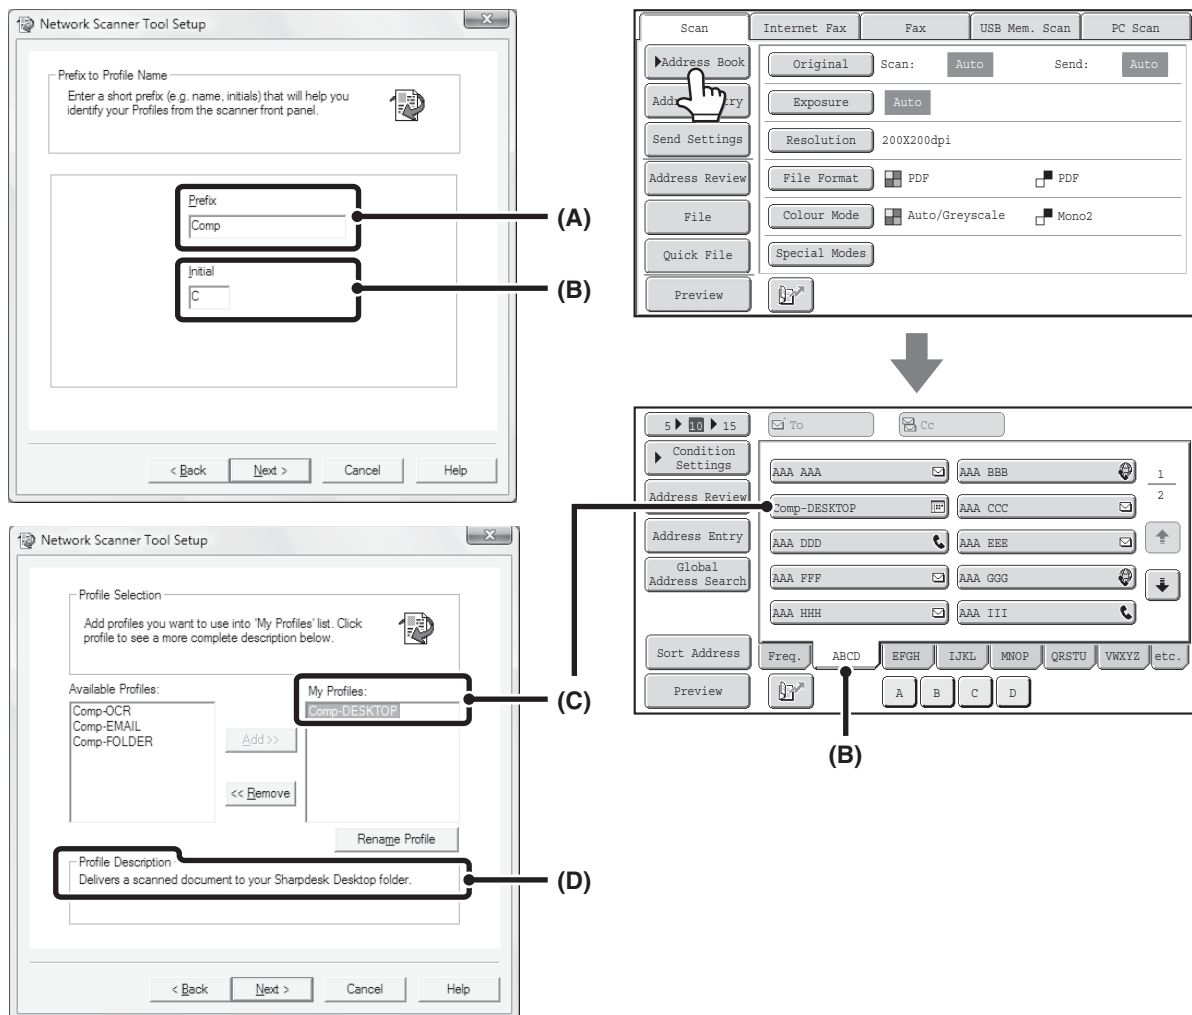 Network Scanner Tool Setup
Prefix to Profile Name
Enter a short prefix (e.g. name, initials) that will help you
identify your Profiles from the scanner front panel.
Prefix
Comp
(A)
Initial
C
(B)
< Back
Next >
Cancel
Help
Network Scanner Tool Setup
Profile Selection
Add profiles you want to use into 'My Profiles' list. Click
profile to see a more complete description below.
Available Profiles:
Comp-OCR
Comp-EMAIL
Comp-FOLDER
Add >>
<< Remove
My Profiles:
Comp-DESKTOP
(C)
Rename Profile
Profile Description
Delivers a scanned document to your Sharpdesk Desktop folder.
(D)
< Back
Next >
Cancel
Help
Scan
Internet Fax
Fax
USB Mem. Scan
PC Scan
Address Book
Original
Scan:
Auto
Send:
Auto
Exposure
Auto
Send Settings
Resolution
200X200dpi
Address Review
File Format
PDF
PDF
File
Colour Mode
Auto/Greyscale
Mono2
Quick File
Special Modes
Preview
5 10 15
To
Cc
Condition
Settings
AAA AAA
AAA BBB
1
2
Address Review
Comp-DESKTOP
AAA CCC
Address Entry
AAA DDD
AAA EEE
Global
Address Search
AAA FFF
AAA GGG
AAA HHH
AAA III
Sort Address
Freq.
ABCD
EFGH
IJKL
MNOP
QRSTU
VWXYZ
etc.
Preview
A
B
C
D
(B)